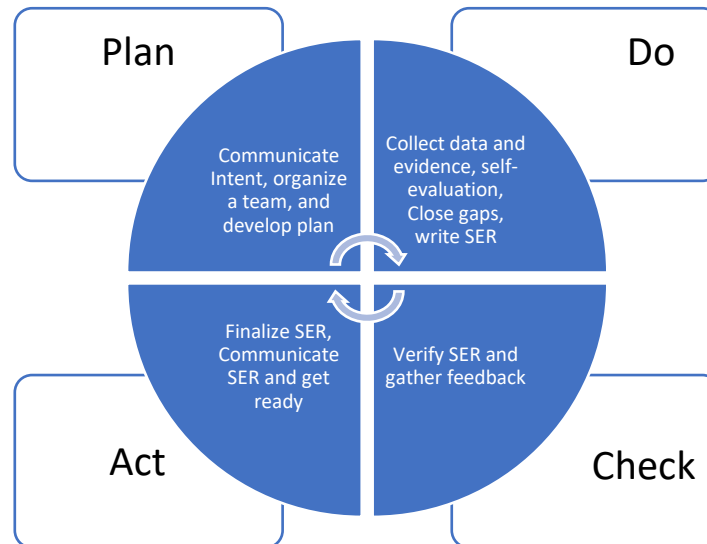 Plan
Do
Communicate
Intent, organize
a team, and
develop plan
Collect data and
evidence, self-
evaluation,
Close gaps,
write SER
Finalize SER,
Communicate
SER and get
ready
Verify SER and
gather feedback
Act
Check